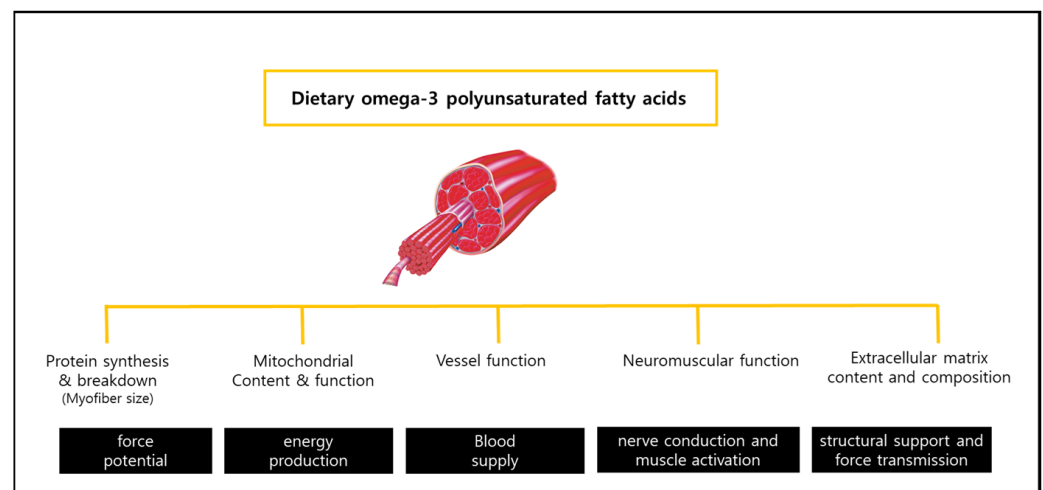 Dietary omega-3 polyunsaturated fatty acids
Protein synthesis
& breakdown
(Myofiber size)
Mitochondrial
Content & function
Vessel function
Neuromuscular function
Extracellular matrix
content and composition
force
potential
energy
production
Blood
supply
nerve conduction and
muscle activation
structural support and
force transmission